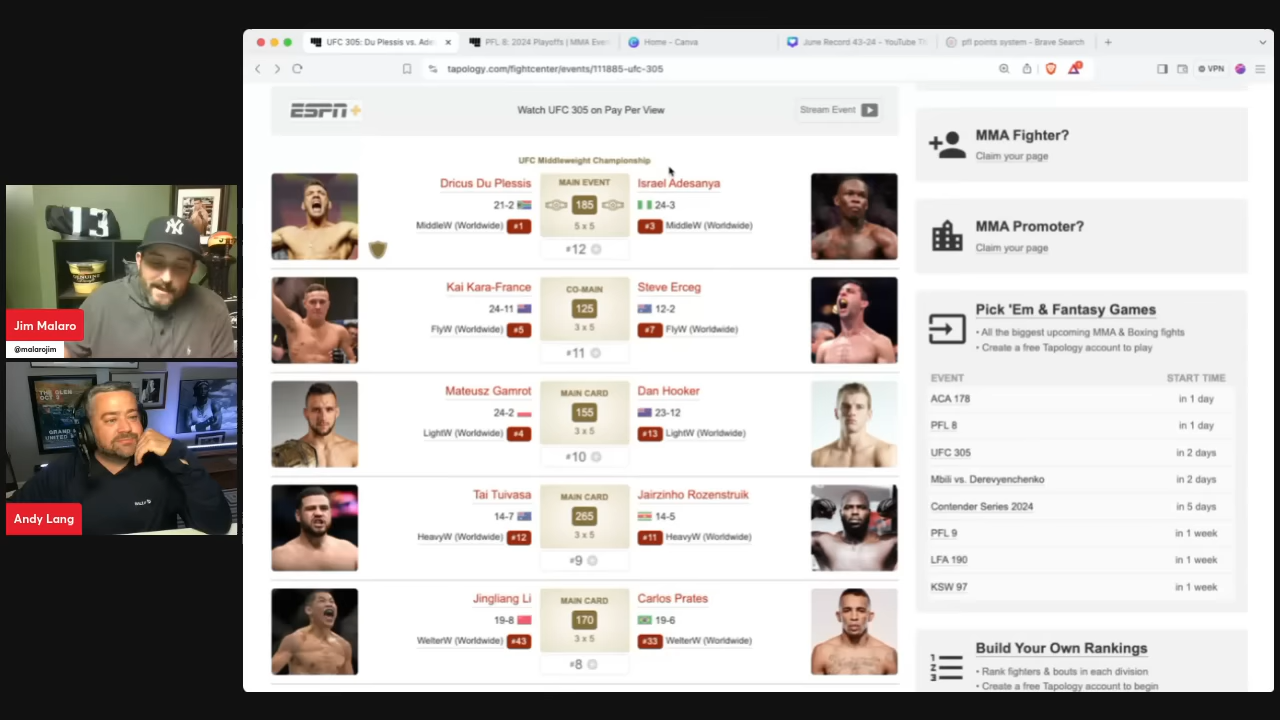 UFC 305: Du Plessis vs. Ade
PFL 8: 2024 Playoffs | MMA Even
Home – Canva
June Record 43-24 – YouTube T
pfl points system – Brave Search
tapology.com/fightcenter/events/111885-ufc-305
VPN
ESPN+
Watch UFC 305 on Pay Per View
Stream Event
UFC Middleweight Championship
Dricus Du Plessis
MAIN EVENT
Israel Adesanya
21-2
185
24-3
MiddleW (Worldwide) #1
5 x 5
#3 MiddleW (Worldwide)
#12
Kai Kara-France
CO-MAIN
Steve Erceg
24-11
125
12-2
FlyW (Worldwide) #5
3 x 5
#7 FlyW (Worldwide)
#11
Mateusz Gamrot
MAIN CARD
Dan Hooker
24-2
155
23-12
LightW (Worldwide) #4
3 x 5
#13 LightW (Worldwide)
#10
Tai Tuivasa
MAIN CARD
Jairzinho Rozenstruik
14-7
265
14-5
HeavyW (Worldwide) #12
3 x 5
#11 HeavyW (Worldwide)
#9
Jingliang Li
MAIN CARD
Carlos Prates
19-8
170
19-6
WelterW (Worldwide) #43
3 x 5
#33 WelterW (Worldwide)
#8
MMA Fighter?
Claim your page
MMA Promoter?
Claim your page
Pick 'Em & Fantasy Games
• All the biggest upcoming MMA & Boxing fights
• Create a free Tapology account to play
EVENT START TIME
ACA 178 in 1 day
PFL 8 in 1 day
UFC 305 in 2 days
Mbili vs. Derevyenchenko in 2 days
Contender Series 2024 in 5 days
PFL 9 in 1 week
LFA 190 in 1 week
KSW 97 in 1 week
1
2
3
Build Your Own Rankings
• Rank fighters & bouts in each division
• Create a free Tapology account to begin
13
NY
Jim Malaro
@malarojim
THE GLEN
Andy Lang